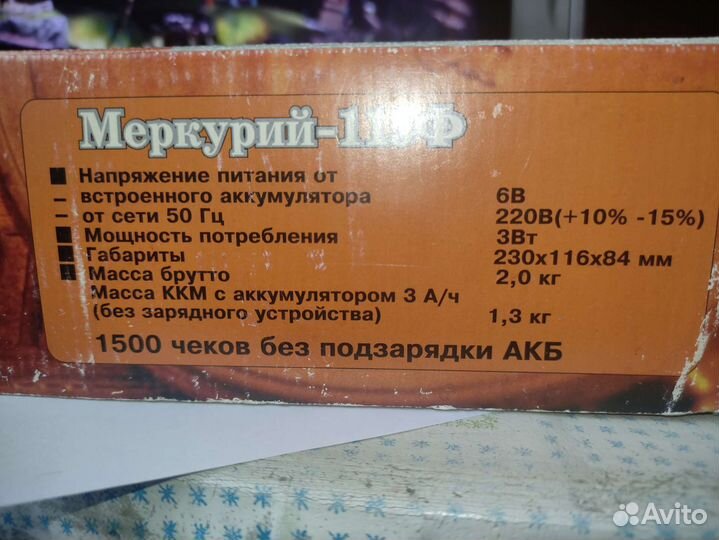 Меркурий-
■ Напряжение питания от
– встроенного аккумулятора 6В
– от сети 50 Гц 220В(+10% -15%)
■ Мощность потребления 3Вт
■ Габариты 230х116х84 мм
■ Масса брутто 2,0 кг
Масса ККМ с аккумулятором 3 А/ч
(без зарядного устройства) 1,3 кг
1500 чеков без подзарядки АКБ
Avito